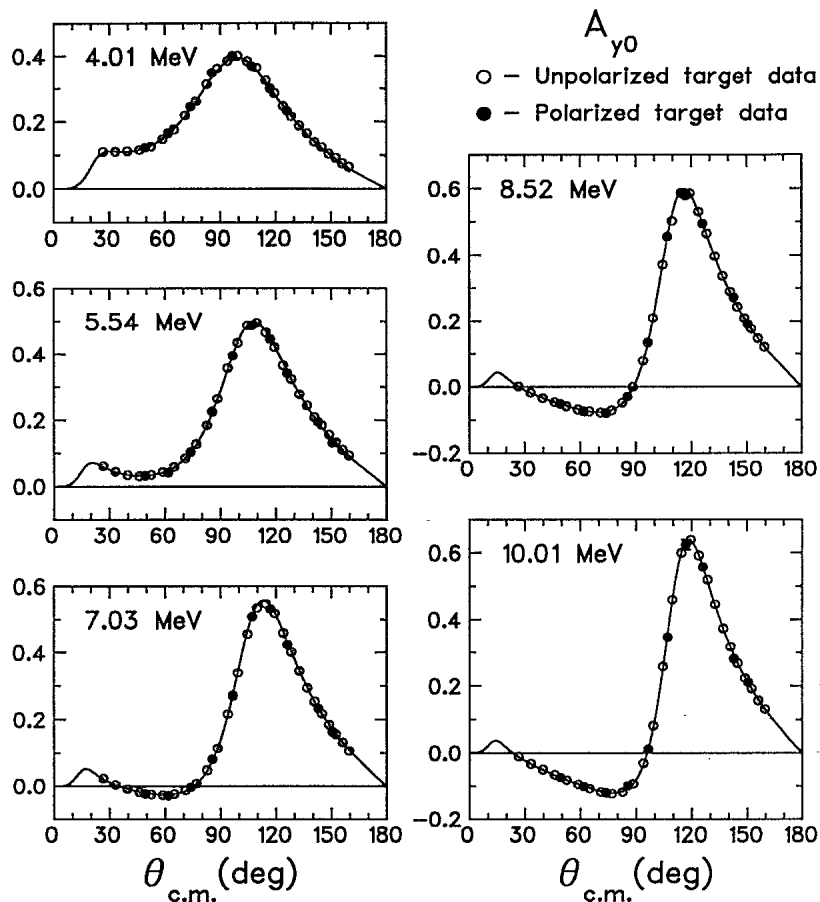 A_y0
○ – Unpolarized target data
● – Polarized target data
4.01 MeV
0.4
0.2
0.0
0 30 60 90 120 150 180
5.54 MeV
0.6
0.4
0.2
0.0
0 30 60 90 120 150 180
7.03 MeV
0.6
0.4
0.2
0.0
0 30 60 90 120 150 180
θ_c.m. (deg)
8.52 MeV
0.6
0.4
0.2
0.0
−0.2
0 30 60 90 120 150 180
10.01 MeV
0.6
0.4
0.2
0.0
−0.2
0 30 60 90 120 150 180
θ_c.m. (deg)